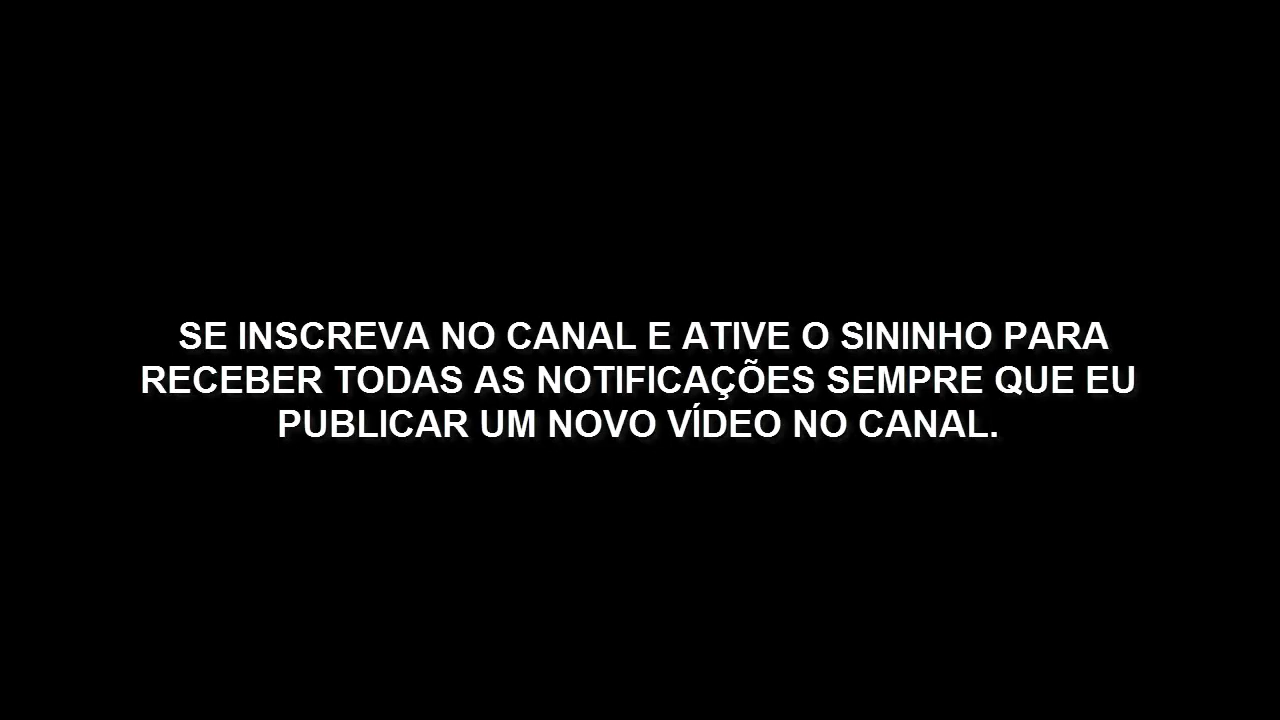 SE INSCREVA NO CANAL E ATIVE O SININHO PARA
RECEBER TODAS AS NOTIFICAÇÕES SEMPRE QUE EU
PUBLICAR UM NOVO VÍDEO NO CANAL.